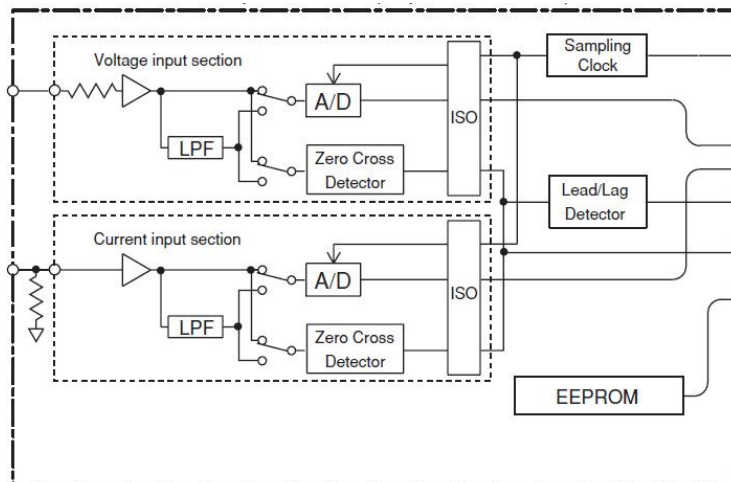 Voltage input section
LPF
A/D
Zero Cross
Detector
ISO
Sampling
Clock
Lead/Lag
Detector
Current input section
LPF
A/D
Zero Cross
Detector
ISO
EEPROM